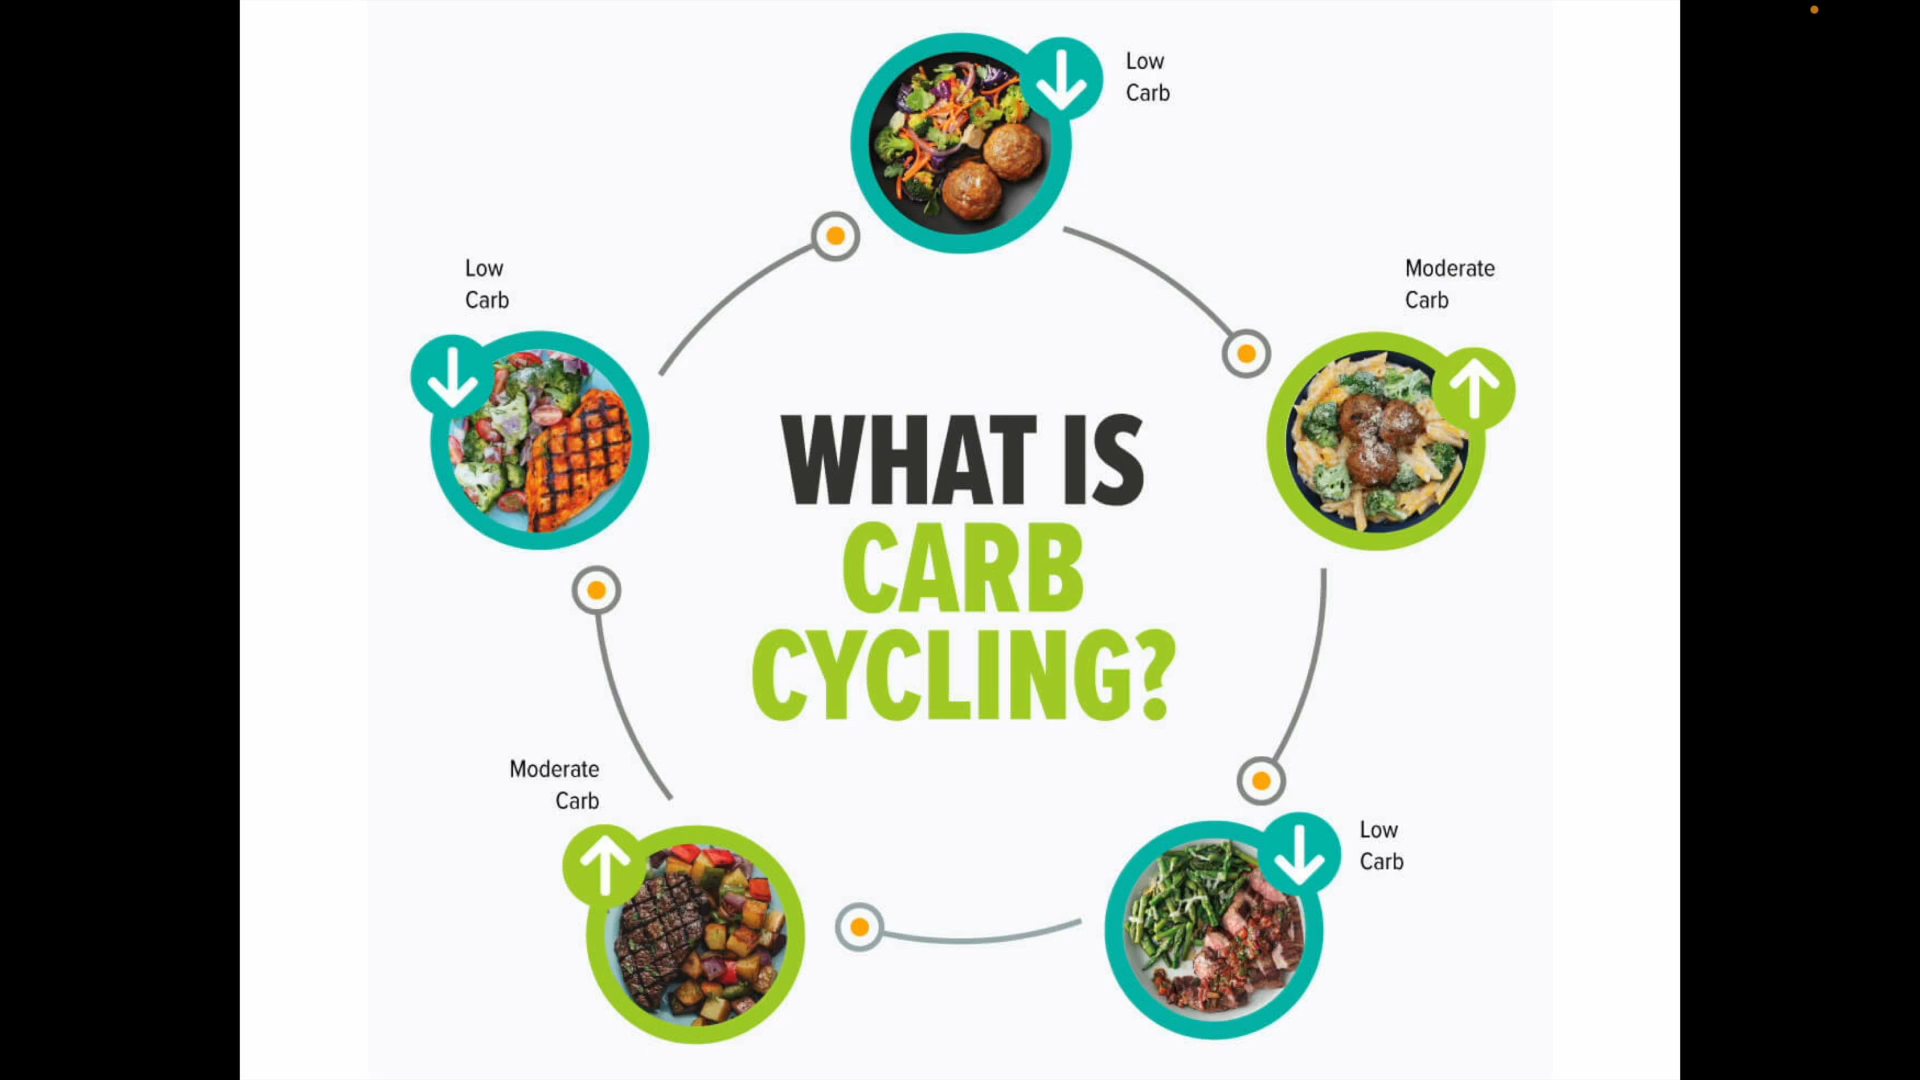 Low
Carb
Low
Carb
Moderate
Carb
WHAT IS
CARB
CYCLING?
Moderate
Carb
Low
Carb